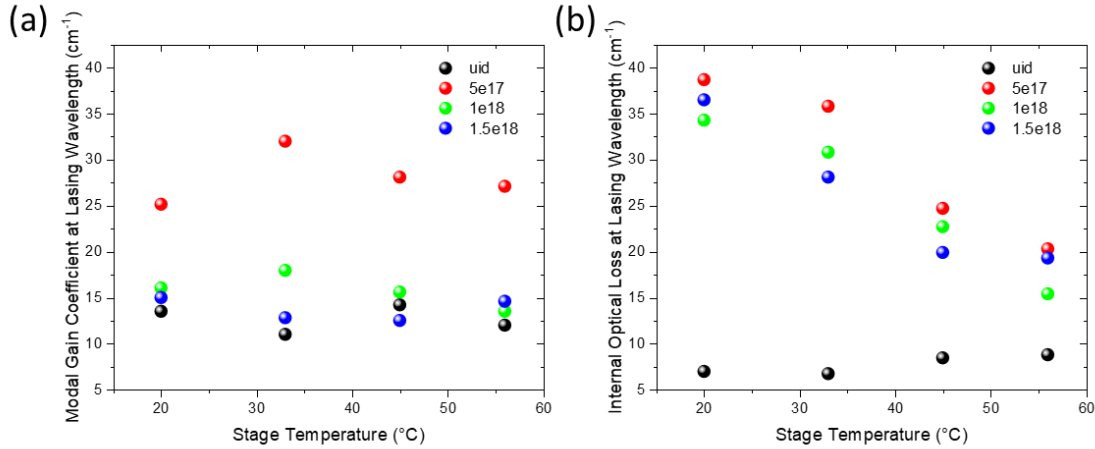 (a)
Modal Gain Coefficient at Lasing Wavelength (cm⁻¹)
40
35
30
25
20
15
10
5
uid
5e17
1e18
1.5e18
20
30
40
50
60
Stage Temperature (°C)
(b)
Internal Optical Loss at Lasing Wavelength (cm⁻¹)
40
35
30
25
20
15
10
5
uid
5e17
1e18
1.5e18
20
30
40
50
60
Stage Temperature (°C)